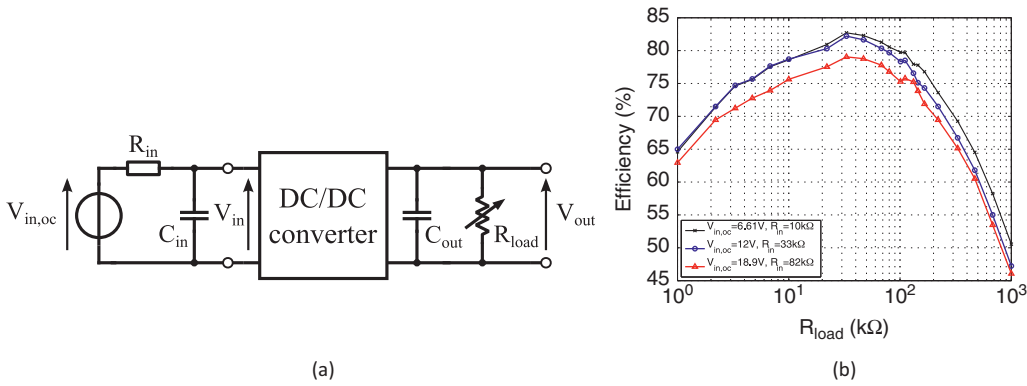 R_in
V_in,oc
C_in
V_in
DC/DC
converter
C_out
R_load
V_out
(a)
Efficiency (%)
85
80
75
70
65
60
55
50
45
V_in,oc=6.61V, R_in=10kΩ
V_in,oc=12V, R_in=33kΩ
V_in,oc=18.9V, R_in=82kΩ
10^0
10^1
10^2
10^3
R_load (kΩ)
(b)